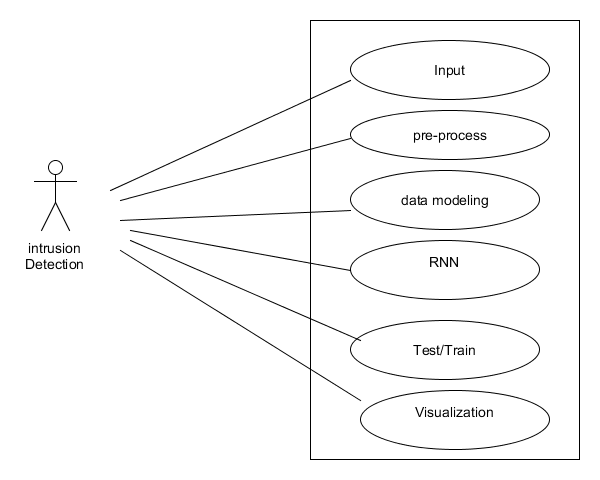 Input
pre-process
data modeling
intrusion
Detection
RNN
Test/Train
Visualization